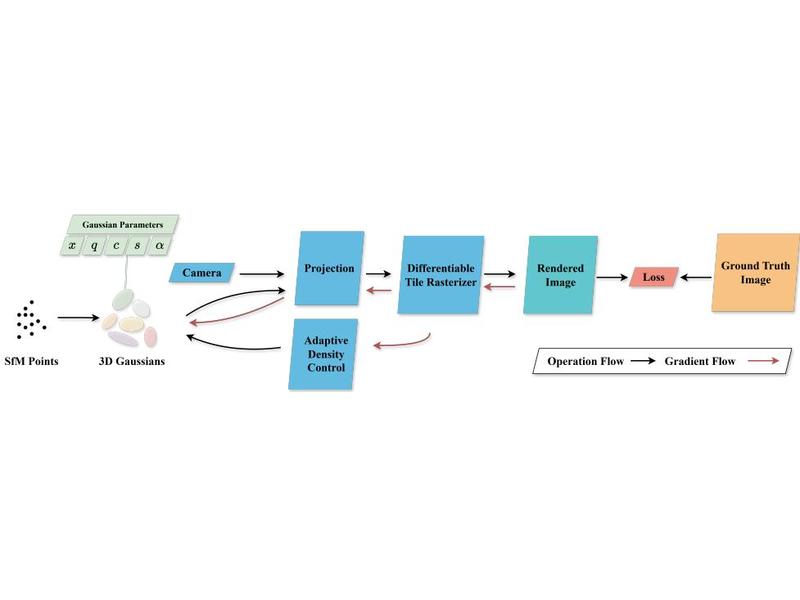 Gaussian Parameters
x q c s α
Camera
Projection
Differentiable
Tile Rasterizer
Rendered
Image
Loss
Ground Truth
Image
SfM Points
3D Gaussians
Adaptive
Density
Control
Operation Flow
Gradient Flow